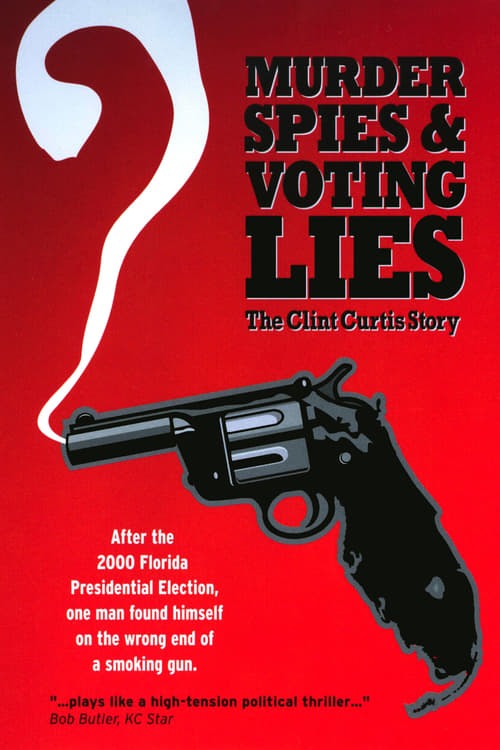 MURDER
SPIES &
VOTING
LIES
The Clint Curtis Story
After the
2000 Florida
Presidential Election,
one man found himself
on the wrong end of
a smoking gun.
"...plays like a high-tension political thriller..."
Bob Butler, KC Star